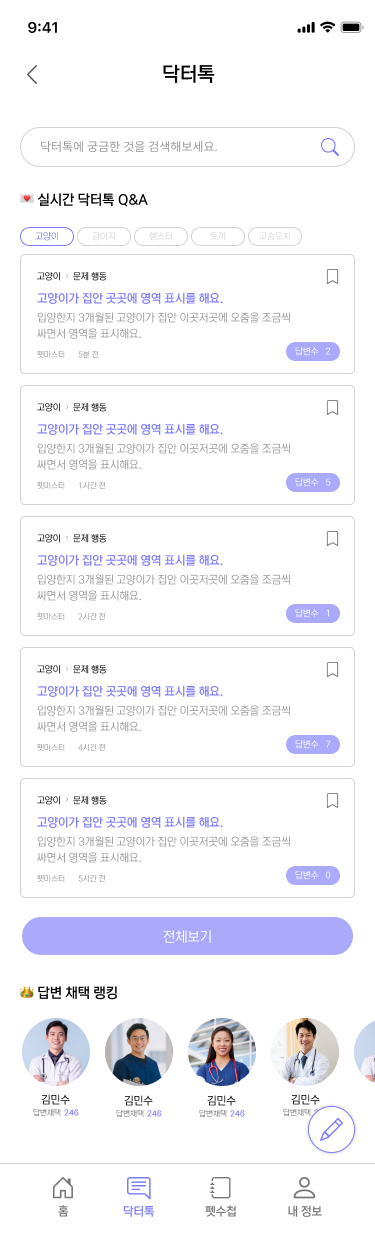 9:41
닥터톡
닥터톡에 궁금한 것을 검색해보세요.
실시간 닥터톡 Q&A
고양이 강아지 햄스터 토끼 고슴도치
고양이 › 문제 행동
고양이가 집안 곳곳에 영역 표시를 해요.
입양한지 3개월된 고양이가 집안 이곳저곳에 오줌을 조금씩
싸면서 영역을 표시해요.
펫마스터 5분 전 답변수 2
고양이 › 문제 행동
고양이가 집안 곳곳에 영역 표시를 해요.
입양한지 3개월된 고양이가 집안 이곳저곳에 오줌을 조금씩
싸면서 영역을 표시해요.
펫마스터 1시간 전 답변수 5
고양이 › 문제 행동
고양이가 집안 곳곳에 영역 표시를 해요.
입양한지 3개월된 고양이가 집안 이곳저곳에 오줌을 조금씩
싸면서 영역을 표시해요.
펫마스터 2시간 전 답변수 1
고양이 › 문제 행동
고양이가 집안 곳곳에 영역 표시를 해요.
입양한지 3개월된 고양이가 집안 이곳저곳에 오줌을 조금씩
싸면서 영역을 표시해요.
펫마스터 4시간 전 답변수 7
고양이 › 문제 행동
고양이가 집안 곳곳에 영역 표시를 해요.
입양한지 3개월된 고양이가 집안 이곳저곳에 오줌을 조금씩
싸면서 영역을 표시해요.
펫마스터 5시간 전 답변수 0
전체보기
답변 채택 랭킹
김민수 김민수 김민수 김민수
답변채택 246 답변채택 246 답변채택 246 답변채택
홈 닥터톡 펫수첩 내 정보